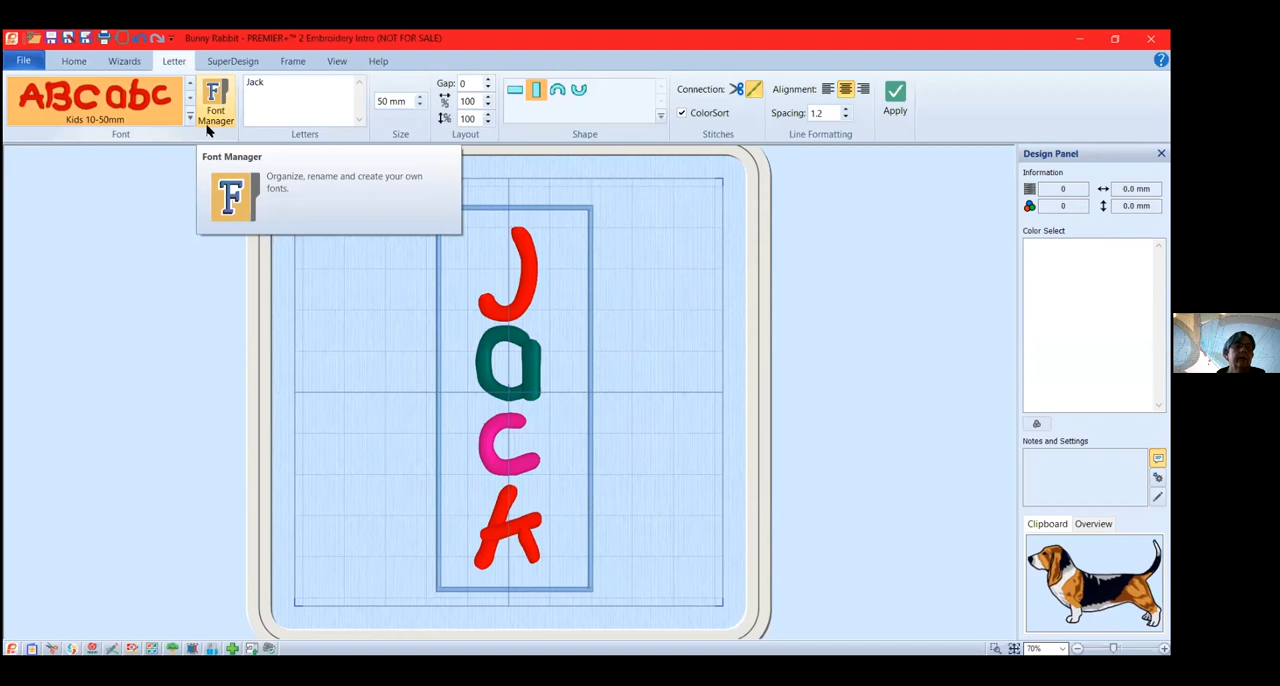 Bunny Rabbit - PREMIER+™ 2 Embroidery Intro (NOT FOR SALE)
File Home Wizards Letter SuperDesign Frame View Help
ABC abc
Kids 10-50mm
Font
Font
Manager
Jack
Letters
50 mm
Size
Gap: 0
% 100
% 100
Layout
Shape
Connection:
ColorSort
Stitches
Alignment:
Spacing: 1.2
Line Formatting
Apply
Font Manager
Organize, rename and create your own
fonts.
F
Jack
Design Panel
Information
0 0.0 mm
0 0.0 mm
Color Select
Notes and Settings
Clipboard Overview
70%